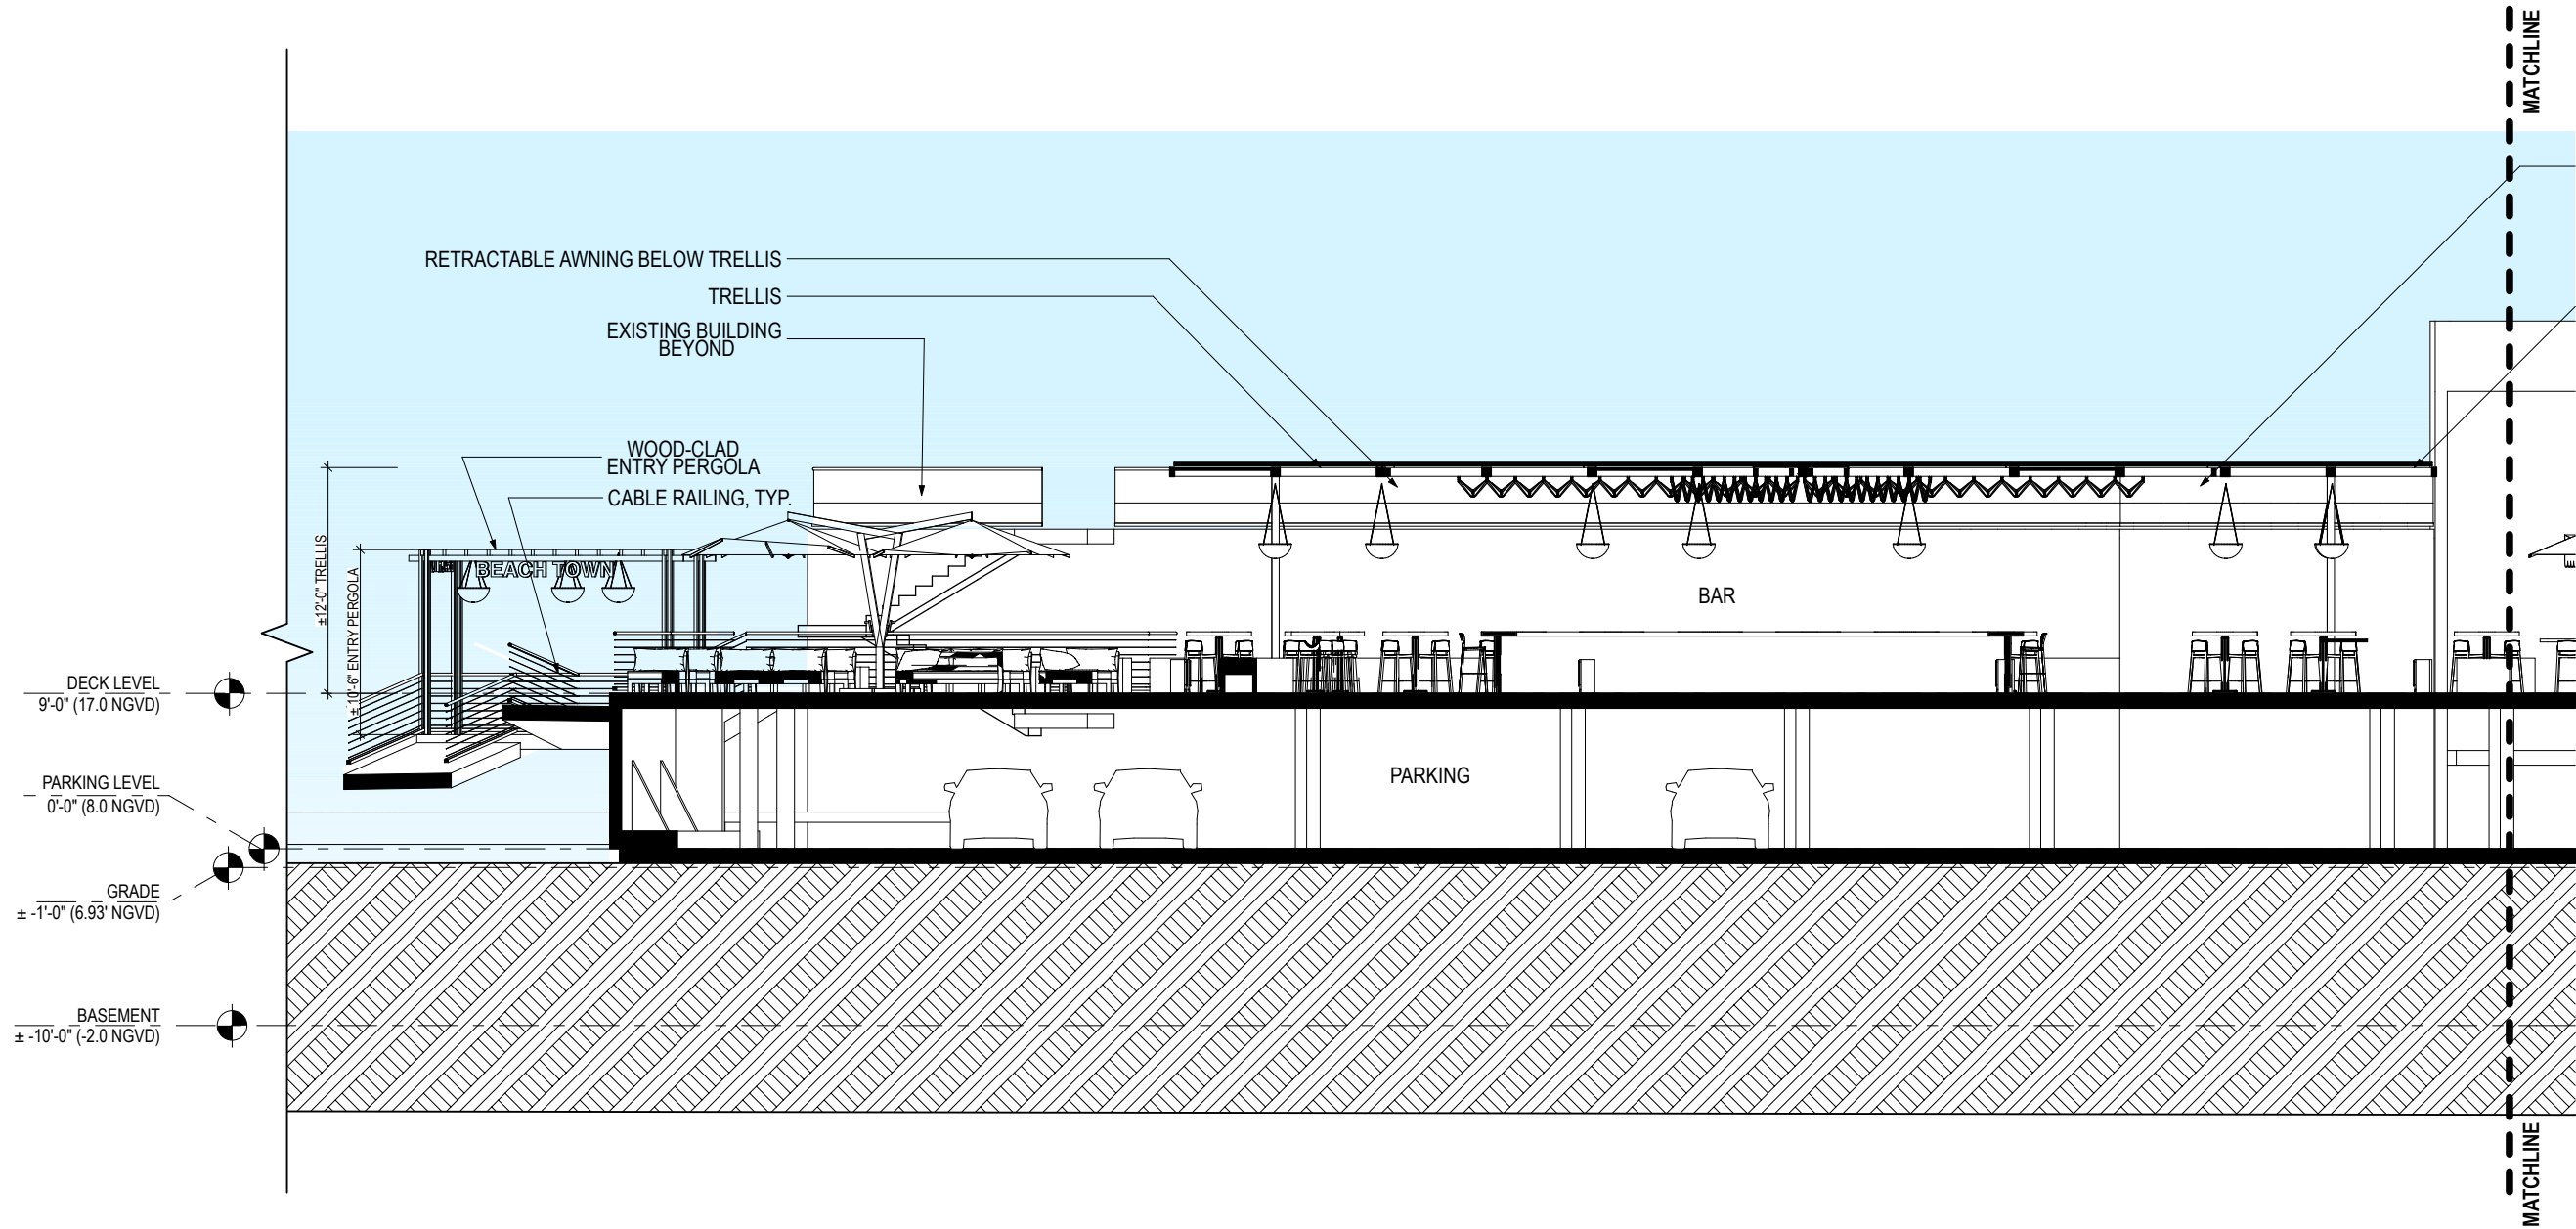 MATCHLINE
RETRACTABLE AWNING BELOW TRELLIS
TRELLIS
EXISTING BUILDING
BEYOND
WOOD-CLAD
ENTRY PERGOLA
CABLE RAILING, TYP.
±12'-0" TRELLIS
±10'-6" ENTRY PERGOLA
BEACH TOWN
BAR
DECK LEVEL
9'-0" (17.0 NGVD)
PARKING
PARKING LEVEL
0'-0" (8.0 NGVD)
GRADE
± -1'-0" (6.93' NGVD)
BASEMENT
± -10'-0" (-2.0 NGVD)
MATCHLINE